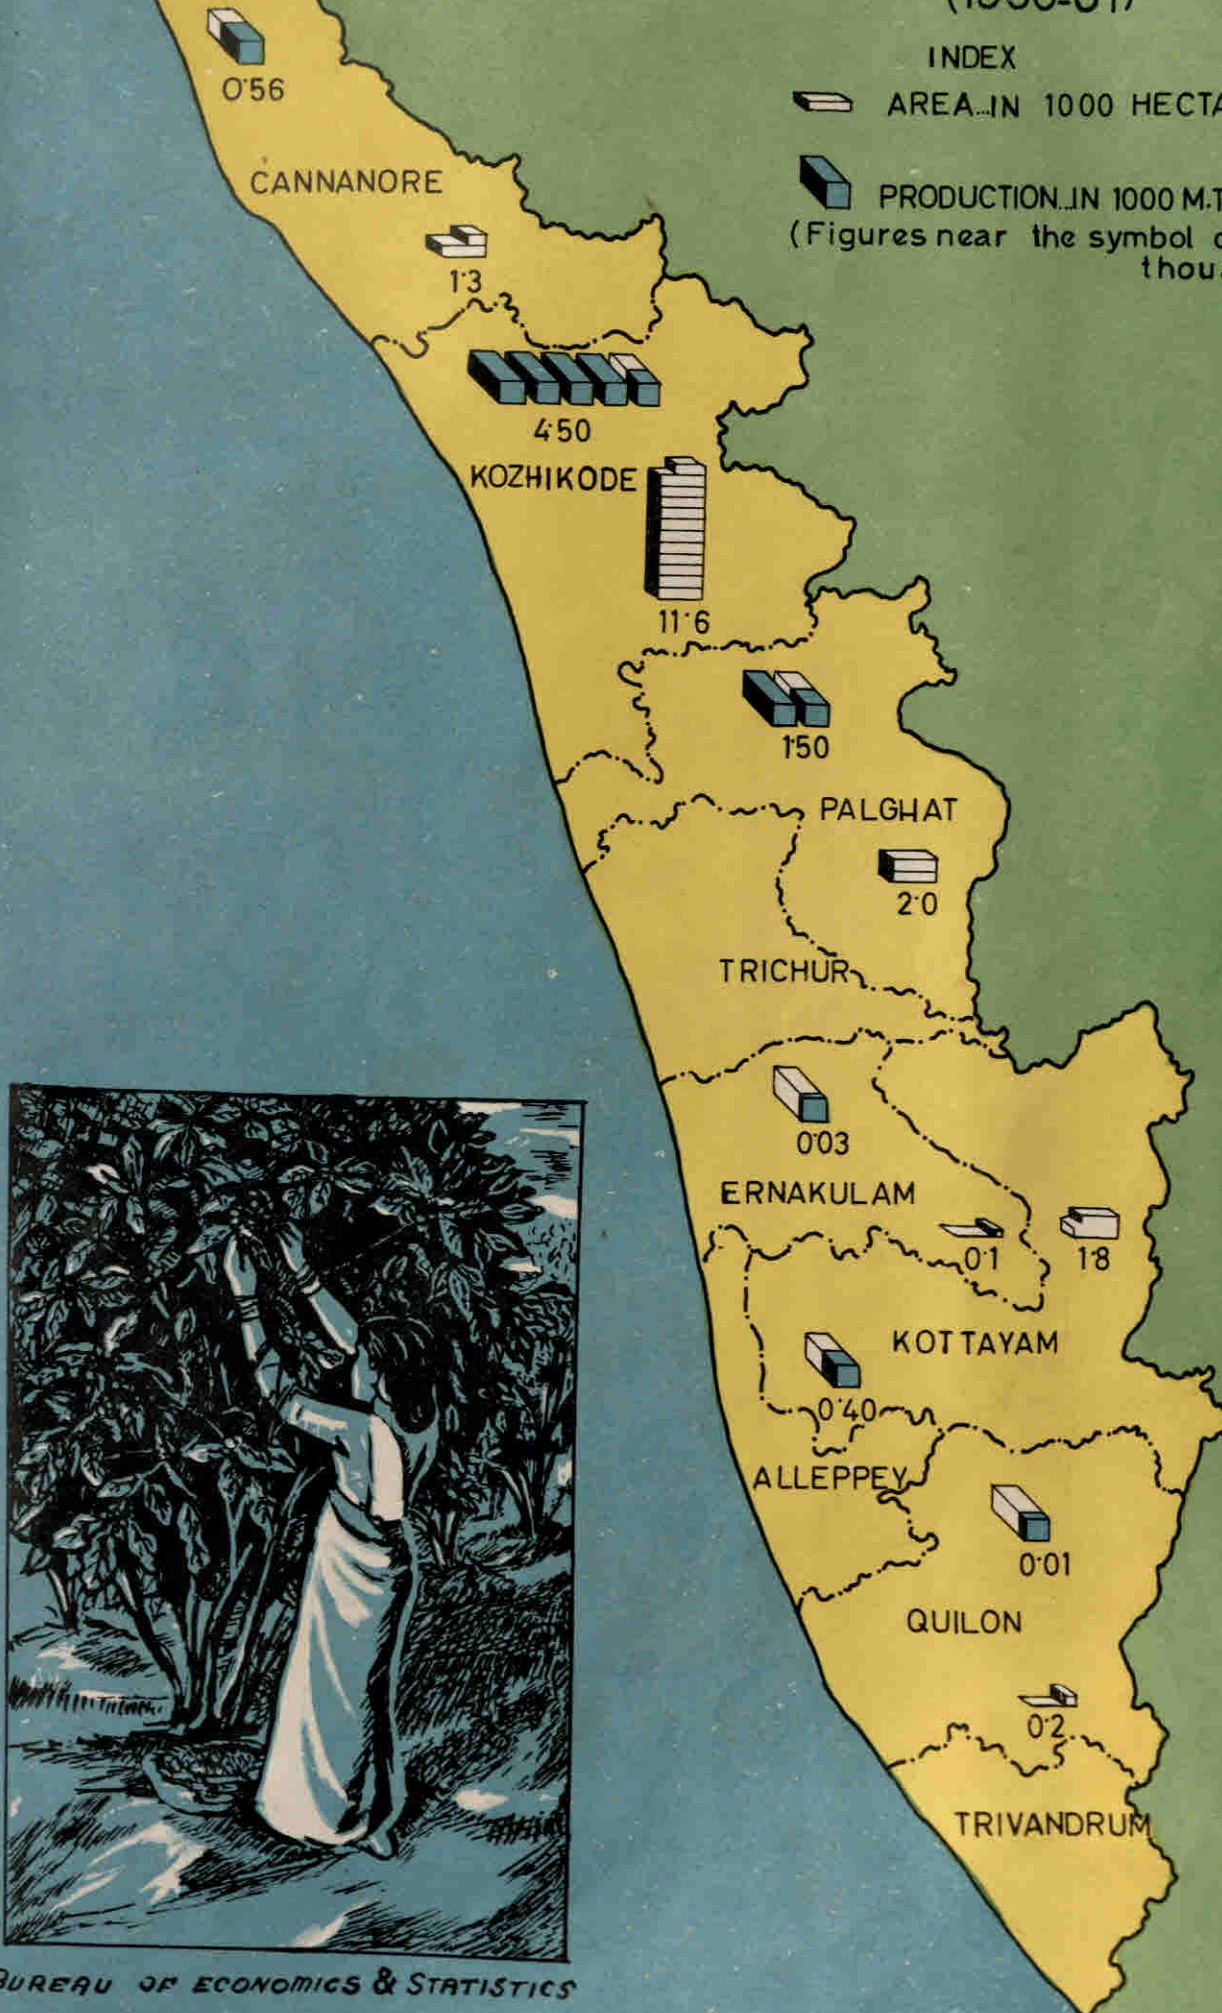 INDEX
AREA...IN 1000
PRODUCTION...IN 1000
(Figures near the symbol
0·56
CANNANORE
1·3
4·50
KOZHIKODE
11·6
1·50
PALGHAT
2·0
TRICHUR
0·03
ERNAKULAM
0·1
1·8
KOTTAYAM
0·40
ALLEPPEY
0·01
QUILON
0·2
TRIVANDRUM
BUREAU OF ECONOMICS & STATISTICS